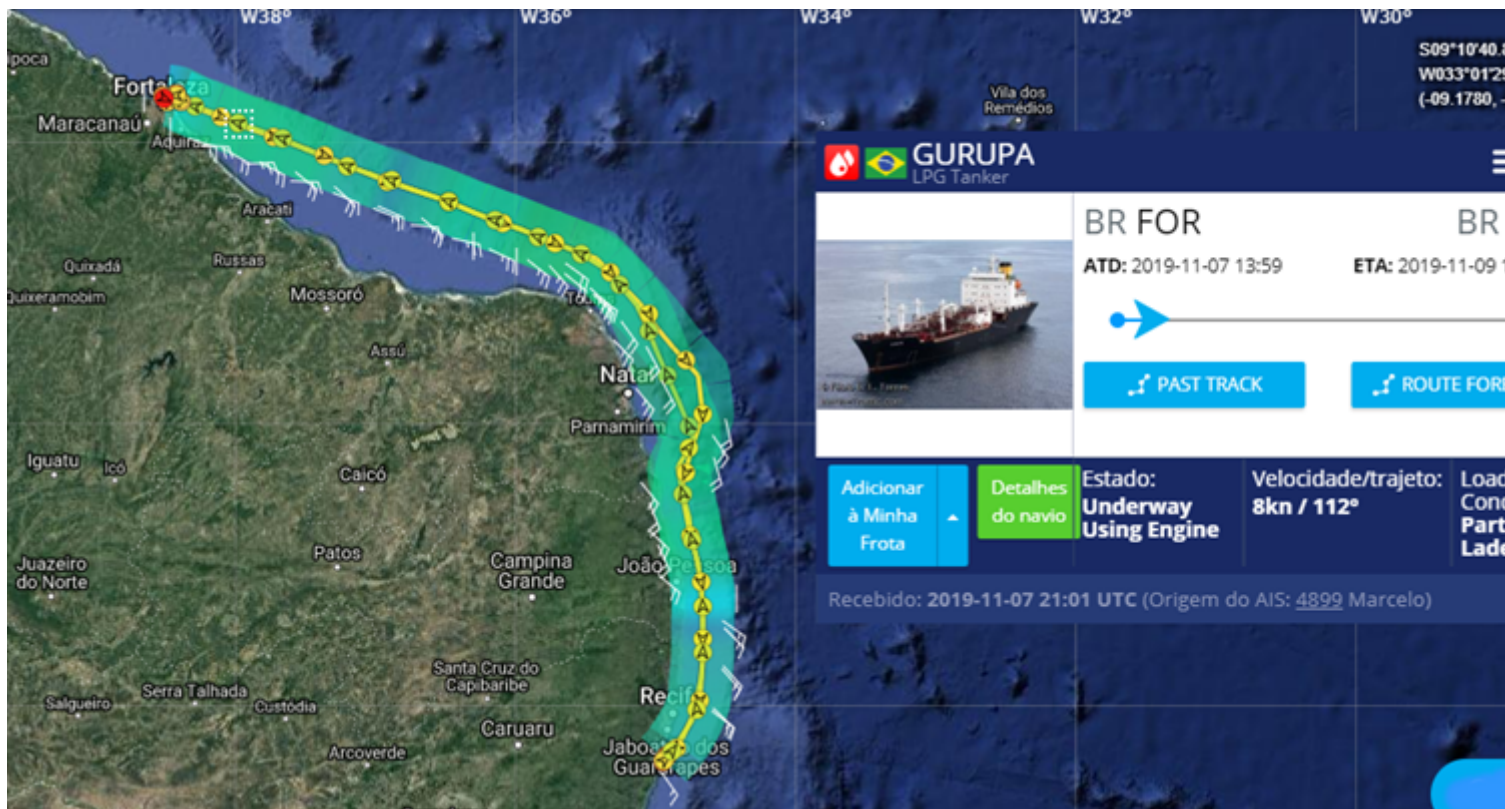 W38° W36° W34° W32° W30°
ipoca
Fortaleza
Maracanaú
Aquiraz
Vila dos
Remédios
S09°10'40.8
W033°01'29
(-09.1780,
Aracati
Russas
Quixadá
Quixeramobim
Mossoró
Assú
Natal
Parnamirim
Iguatu
Icó
Caicó
Patos
Juazeiro
do Norte
Campina
Grande
João Pessoa
Santa Cruz do
Capibaribe
Serra Talhada
Salgueiro
Custódia
Recife
Caruaru
Arcoverde
Jaboatão dos
Guararapes
GURUPA
LPG Tanker
BR FOR
BR
ATD: 2019-11-07 13:59
ETA: 2019-11-09 1
PAST TRACK
ROUTE FOR
Adicionar
à Minha
Frota
Detalhes
do navio
Estado:
Underway
Using Engine
Velocidade/trajeto:
8kn / 112°
Load
Cond
Part
Lade
Recebido: 2019-11-07 21:01 UTC (Origem do AIS: 4899 Marcelo)